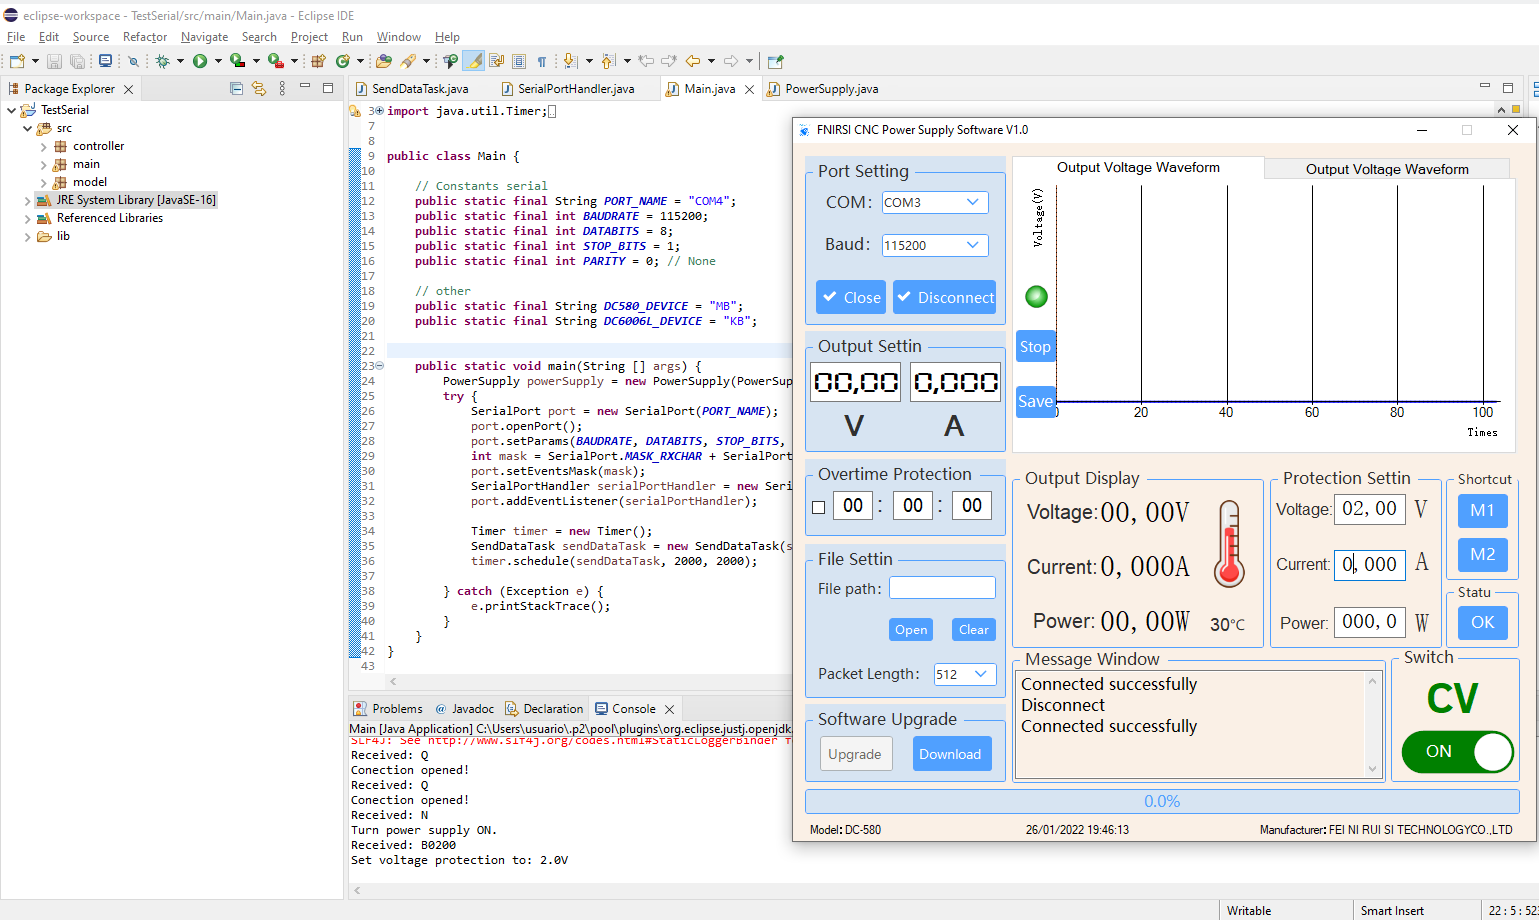 eclipse-workspace - TestSerial/src/main/Main.java - Eclipse IDE
File Edit Source Refactor Navigate Search Project Run Window Help
Package Explorer
TestSerial
src
controller
main
model
JRE System Library [JavaSE-16]
Referenced Libraries
lib
SendDataTask.java SerialPortHandler.java Main.java PowerSupply.java
3 import java.util.Timer;
7
8
9 public class Main {
10
11 // Constants serial
12 public static final String PORT_NAME = "COM4";
13 public static final int BAUDRATE = 115200;
14 public static final int DATABITS = 8;
15 public static final int STOP_BITS = 1;
16 public static final int PARITY = 0; // None
17
18 // other
19 public static final String DC580_DEVICE = "MB";
20 public static final String DC6006L_DEVICE = "KB";
21
22
23 public static void main(String [] args) {
24 PowerSupply powerSupply = new PowerSupply(PowerSup
25 try {
26 SerialPort port = new SerialPort(PORT_NAME);
27 port.openPort();
28 port.setParams(BAUDRATE, DATABITS, STOP_BITS,
29 int mask = SerialPort.MASK_RXCHAR + SerialPort
30 port.setEventsMask(mask);
31 SerialPortHandler serialPortHandler = new Seri
32 port.addEventListener(serialPortHandler);
33
34 Timer timer = new Timer();
35 SendDataTask sendDataTask = new SendDataTask(s
36 timer.schedule(sendDataTask, 2000, 2000);
37
38 } catch (Exception e) {
39 e.printStackTrace();
40 }
41 }
42 }
43
Problems @ Javadoc Declaration Console
Main [Java Application] C:\Users\usuario\.p2\pool\plugins\org.eclipse.justj.openjdk.
SLF4J: See http://www.slf4j.org/codes.html#StaticLoggerBinder f
Received: Q
Conection opened!
Received: Q
Conection opened!
Received: N
Turn power supply ON.
Received: B0200
Set voltage protection to: 2.0V
Writable Smart Insert 22 : 5 : 523
FNIRSI CNC Power Supply Software V1.0
Port Setting
COM: COM3
Baud: 115200
Close Disconnect
Output Settin
00,00 0,000
V A
Overtime Protection
00 : 00 : 00
File Settin
File path:
Open Clear
Packet Length: 512
Software Upgrade
Upgrade Download
Output Voltage Waveform Output Voltage Waveform
Voltage(V)
Stop
Save
0 20 40 60 80 100
Times
Output Display
Voltage: 00,00V
Current: 0,000A
Power: 00,00W 30°C
Protection Settin
Voltage: 02,00 V
Current: 0,000 A
Power: 000,0 W
Shortcut
M1
M2
Statu
OK
Message Window
Connected successfully
Disconnect
Connected successfully
Switch
CV
ON
0.0%
Model: DC-580 26/01/2022 19:46:13 Manufacturer: FEI NI RUI SI TECHNOLOGYCO.,LTD